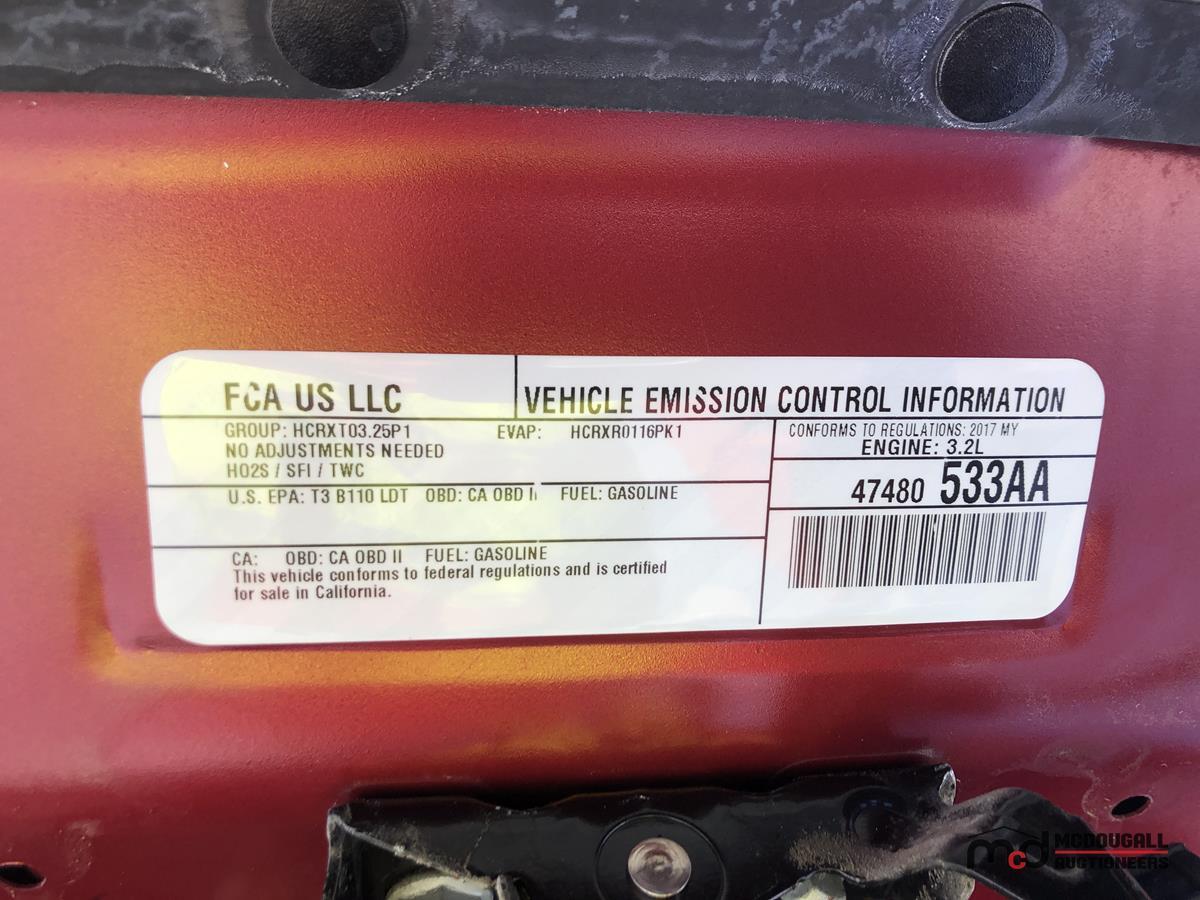 FCA US LLC
VEHICLE EMISSION CONTROL INFORMATION
GROUP: HCRXT03.25P1 EVAP: HCRXR0116PK1
NO ADJUSTMENTS NEEDED
HO2S / SFI / TWC
CONFORMS TO REGULATIONS: 2017 MY
ENGINE: 3.2L
47480 533AA
U.S. EPA: T3 B110 LDT OBD: CA OBD II FUEL: GASOLINE
CA: OBD: CA OBD II FUEL: GASOLINE
This vehicle conforms to federal regulations and is certified
for sale in California.
mcd MCDOUGALL
AUCTIONEERS